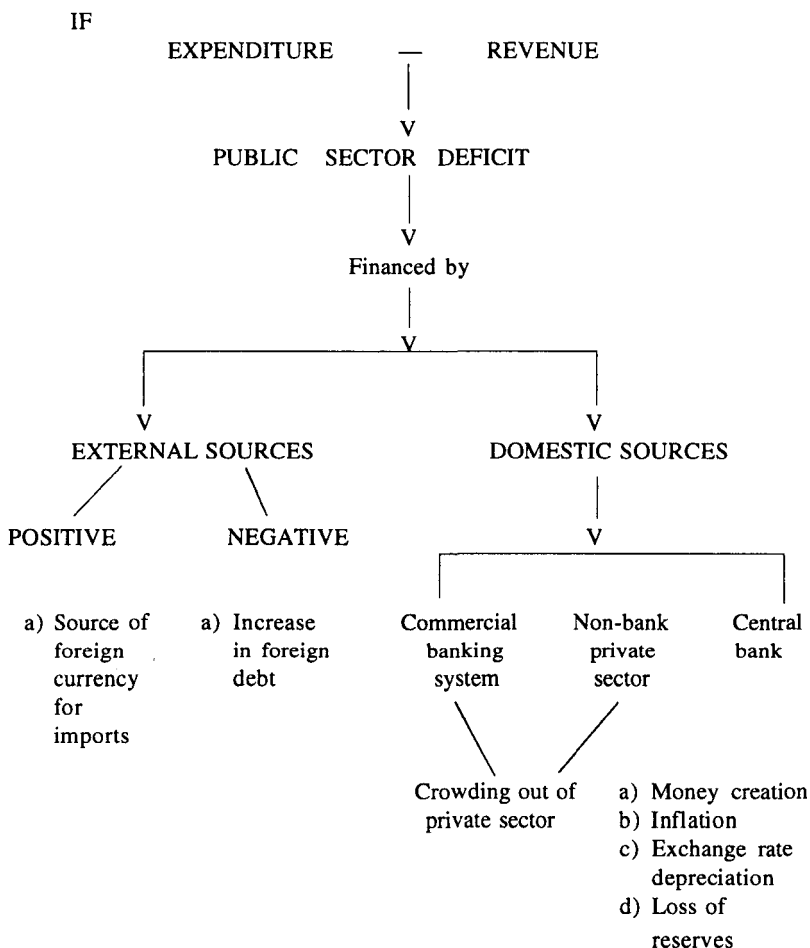 IF
EXPENDITURE — REVENUE
V
PUBLIC SECTOR DEFICIT
V
Financed by
V
V V
EXTERNAL SOURCES DOMESTIC SOURCES
POSITIVE NEGATIVE V
a) Source of a) Increase Commercial Non-bank Central
foreign in foreign banking private bank
currency debt system sector
for
imports
Crowding out of a) Money creation
private sector b) Inflation
c) Exchange rate
depreciation
d) Loss of
reserves